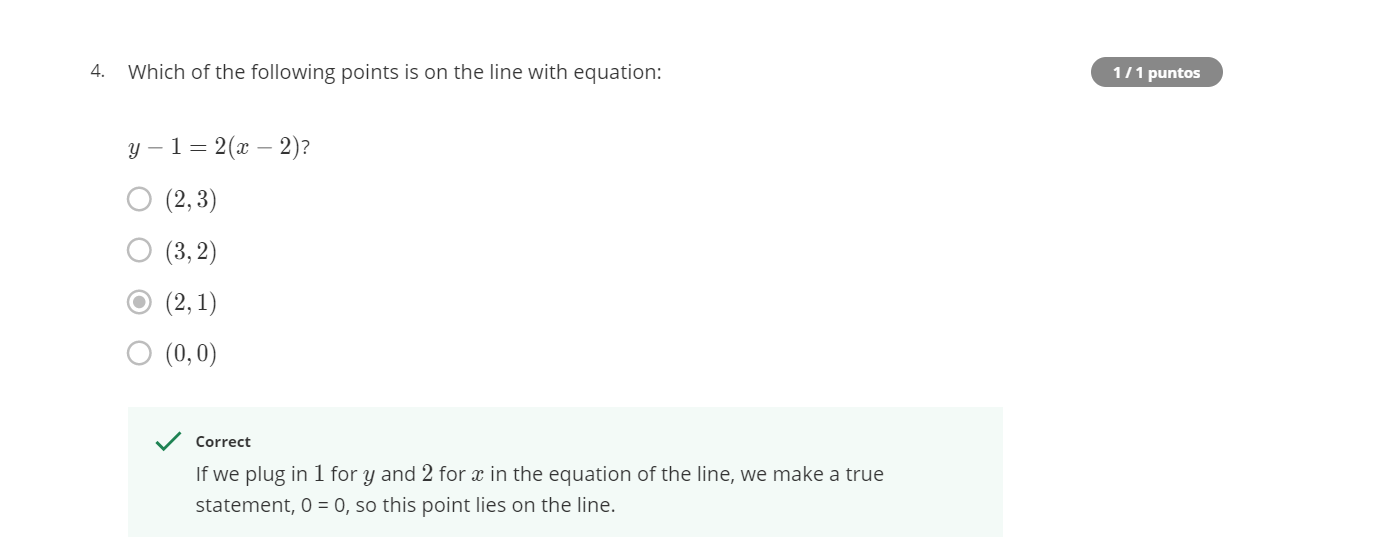 4. Which of the following points is on the line with equation:
1 / 1 puntos
y − 1 = 2(x − 2)?
(2, 3)
(3, 2)
(2, 1)
(0, 0)
Correct
If we plug in 1 for y and 2 for x in the equation of the line, we make a true
statement, 0 = 0, so this point lies on the line.